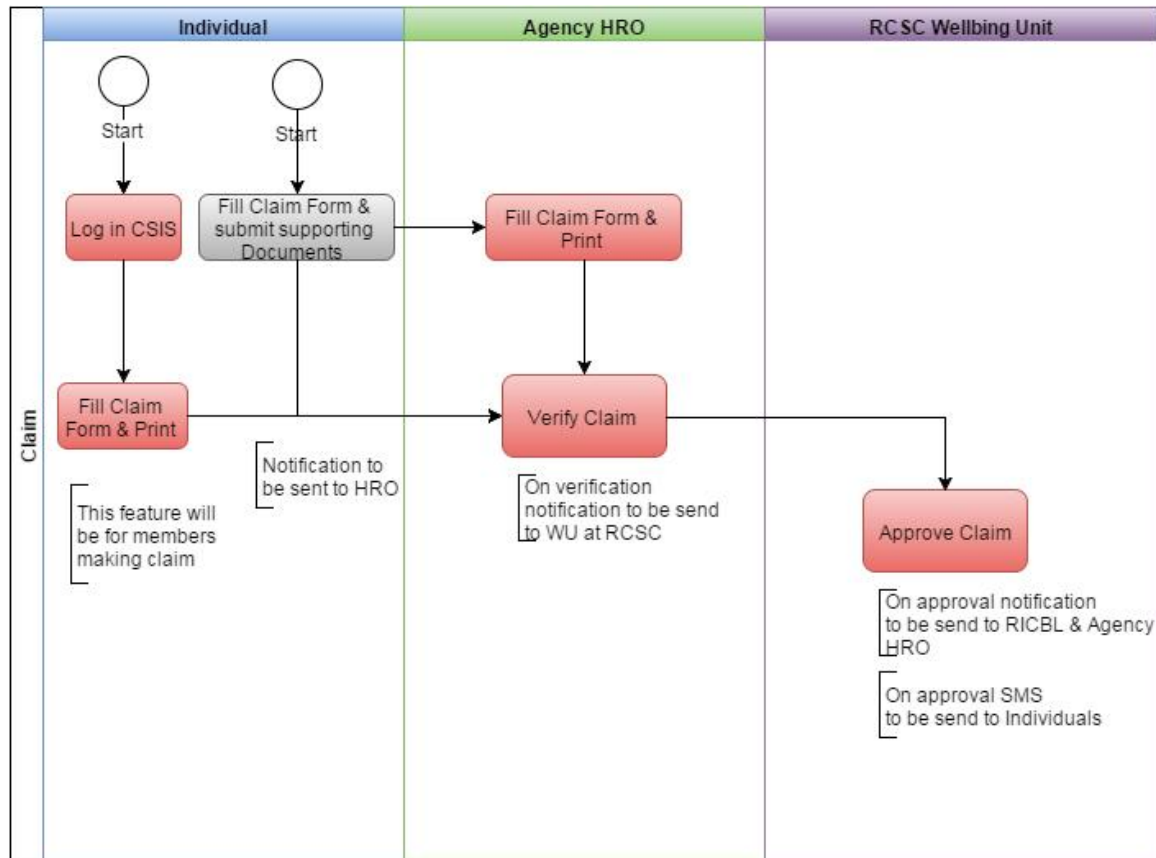 Individual
Agency HRO
RCSC Wellbing Unit
Claim
Start
Start
Log in CSIS
Fill Claim Form &
submit supporting
Documents
Fill Claim Form &
Print
Fill Claim
Form & Print
Verify Claim
Notification to
be sent to HRO
This feature will
be for members
making claim
On verification
notification to be send
to WU at RCSC
Approve Claim
On approval notification
to be send to RICBL & Agency
HRO
On approval SMS
to be send to Individuals